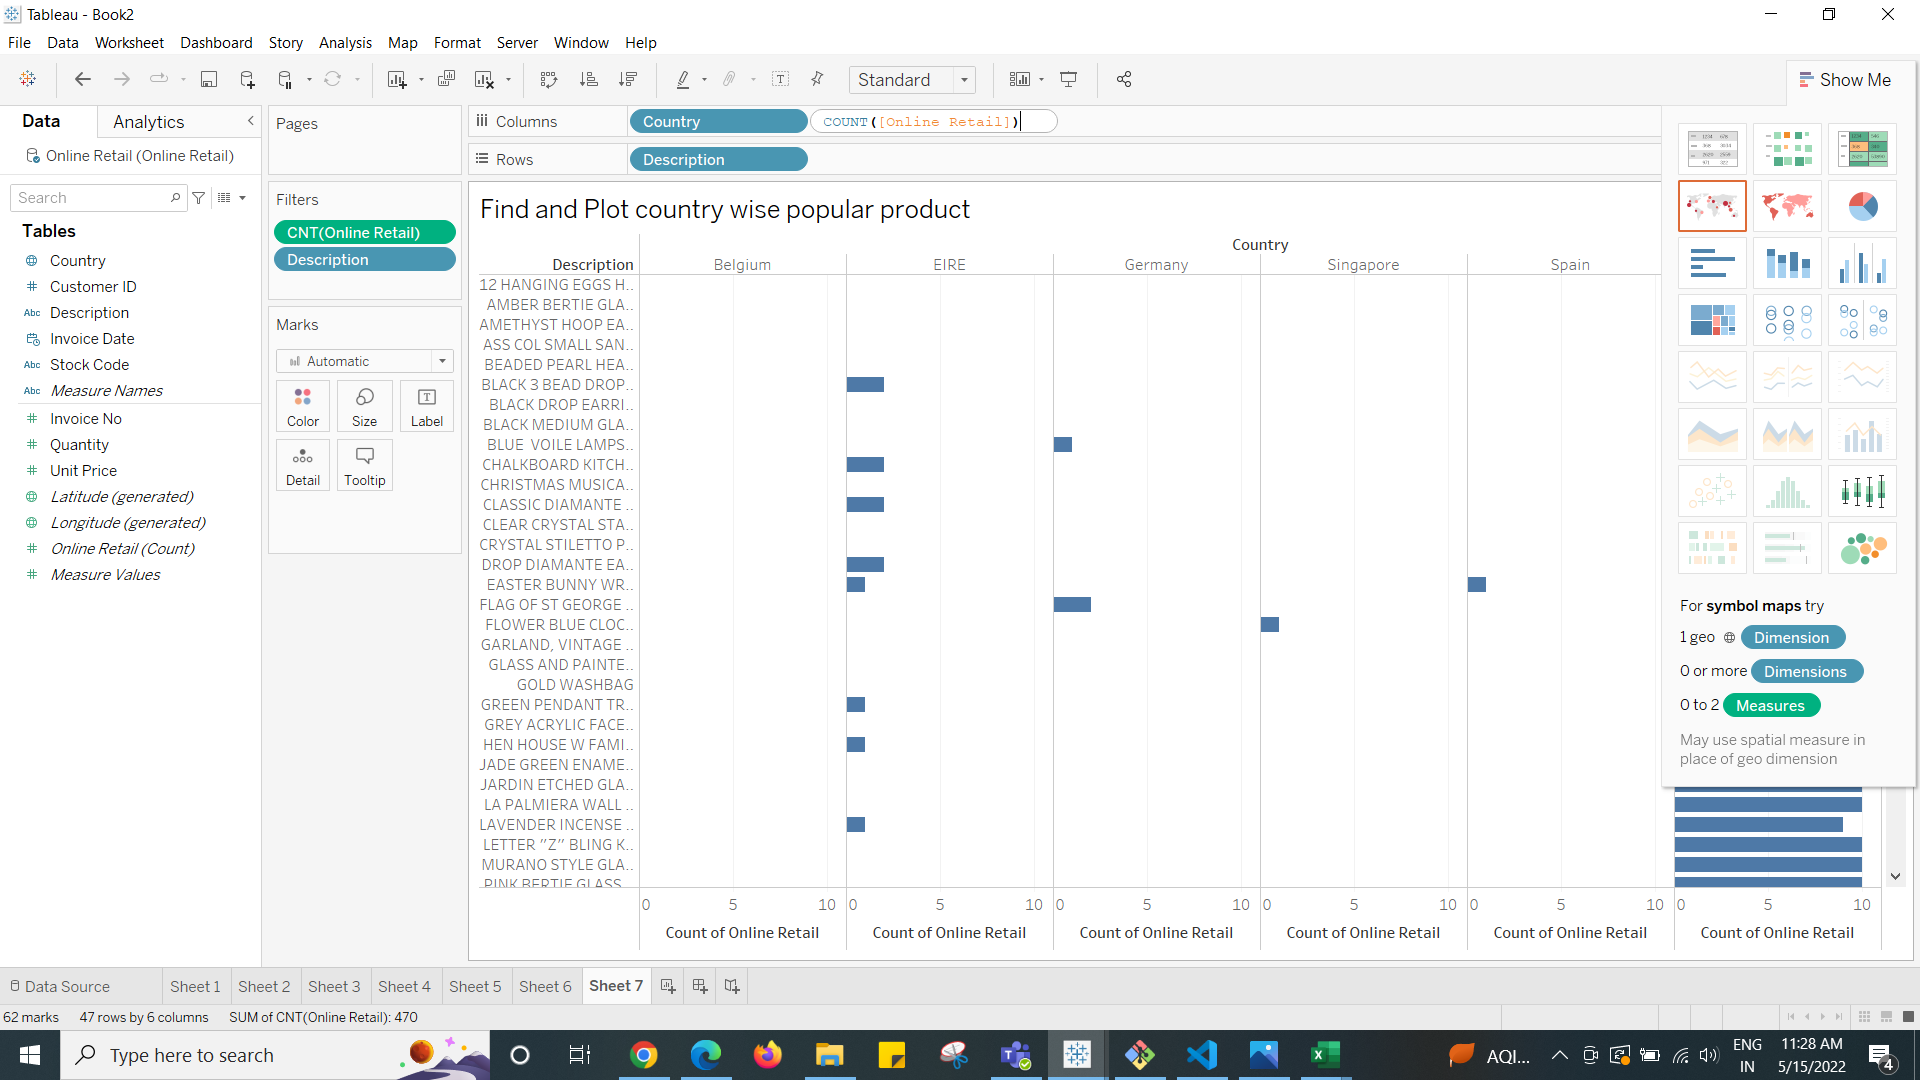 Tableau - Book2
File Data Worksheet Dashboard Story Analysis Map Format Server Window Help
Standard
Show Me
Data
Analytics
Online Retail (Online Retail)
Search
Tables
Country
Customer ID
Abc Description
Invoice Date
Abc Stock Code
Abc Measure Names
Invoice No
Quantity
Unit Price
Latitude (generated)
Longitude (generated)
Online Retail (Count)
Measure Values
Pages
Filters
CNT(Online Retail)
Description
Marks
Automatic
Color
Size
Label
Detail
Tooltip
Columns
Country
COUNT([Online Retail])
Rows
Description
Find and Plot country wise popular product
Country
Description Belgium EIRE Germany Singapore Spain
12 HANGING EGGS H..
AMBER BERTIE GLA..
AMETHYST HOOP EA..
ASS COL SMALL SAN..
BEADED PEARL HEA..
BLACK 3 BEAD DROP..
BLACK DROP EARRI..
BLACK MEDIUM GLA..
BLUE VOILE LAMPS..
CHALKBOARD KITCH..
CHRISTMAS MUSICA..
CLASSIC DIAMANTE ..
CLEAR CRYSTAL STA..
CRYSTAL STILETTO P..
DROP DIAMANTE EA..
EASTER BUNNY WR..
FLAG OF ST GEORGE ..
FLOWER BLUE CLOC..
GARLAND, VINTAGE ..
GLASS AND PAINTE..
GOLD WASHBAG
GREEN PENDANT TR..
GREY ACRYLIC FACE..
HEN HOUSE W FAMI..
JADE GREEN ENAME..
JARDIN ETCHED GLA..
LA PALMIERA WALL ..
LAVENDER INCENSE ..
LETTER "Z" BLING K..
MURANO STYLE GLA..
PINK BERTIE GLASS
0 5 10 0 5 10 0 5 10 0 5 10 0 5 10 0 5 10
Count of Online Retail Count of Online Retail Count of Online Retail Count of Online Retail Count of Online Retail Count of Online Retail
For symbol maps try
1 geo Dimension
0 or more Dimensions
0 to 2 Measures
May use spatial measure in
place of geo dimension
Data Source Sheet 1 Sheet 2 Sheet 3 Sheet 4 Sheet 5 Sheet 6 Sheet 7
62 marks 47 rows by 6 columns SUM of CNT(Online Retail): 470
Type here to search
AQI...
ENG
IN
11:28 AM
5/15/2022
4